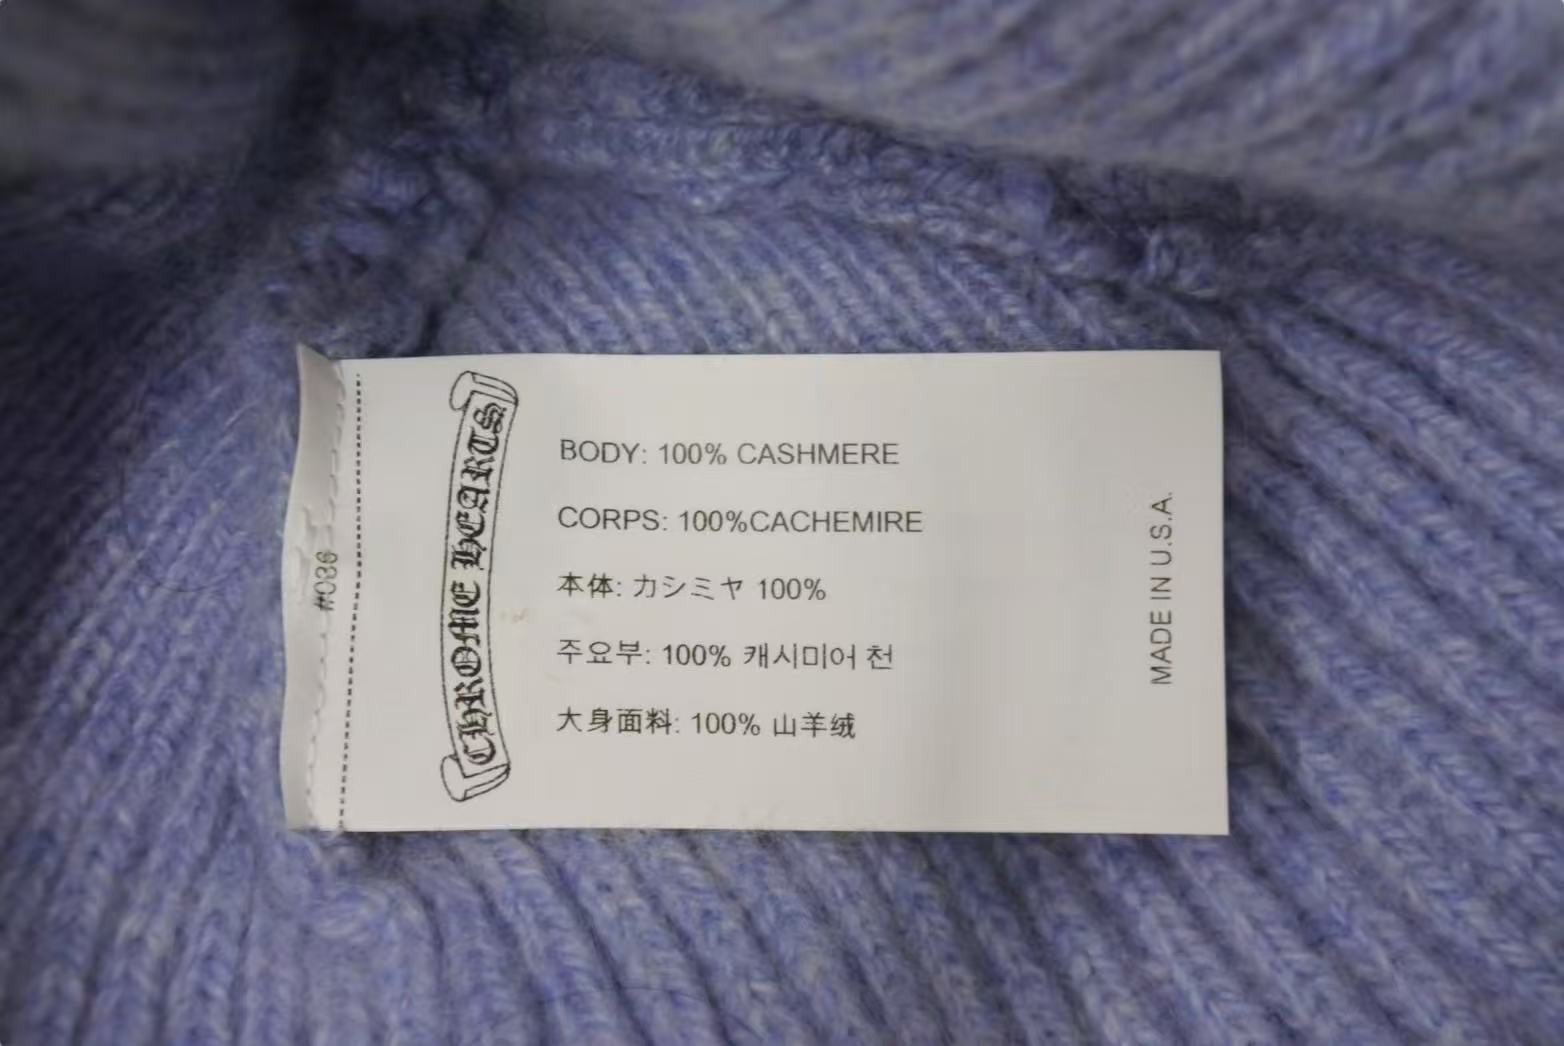 CHROME HEARTS
BODY: 100% CASHMERE
CORPS: 100%CACHEMIRE
本体: カシミヤ 100%
주요부: 100% 캐시미어 천
大身面料: 100% 山羊绒
MADE IN U.S.A.
#036